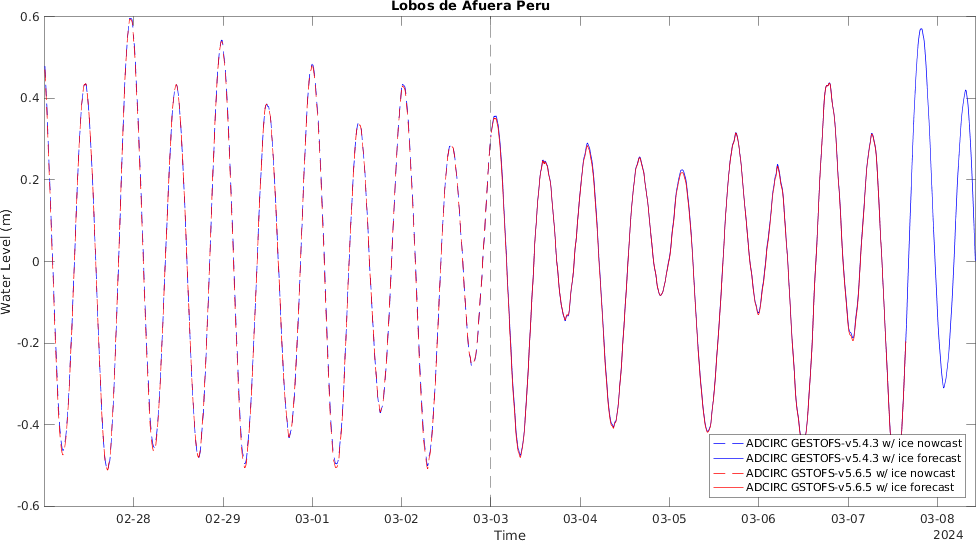 Lobos de Afuera Peru
0.6
0.4
0.2
0
-0.2
-0.4
-0.6
Water Level (m)
ADCIRC GESTOFS-v5.4.3 w/ ice nowcast
ADCIRC GESTOFS-v5.4.3 w/ ice forecast
ADCIRC GSTOFS-v5.6.5 w/ ice nowcast
ADCIRC GSTOFS-v5.6.5 w/ ice forecast
02-28 02-29 03-01 03-02 03-03 03-04 03-05 03-06 03-07 03-08
Time 2024